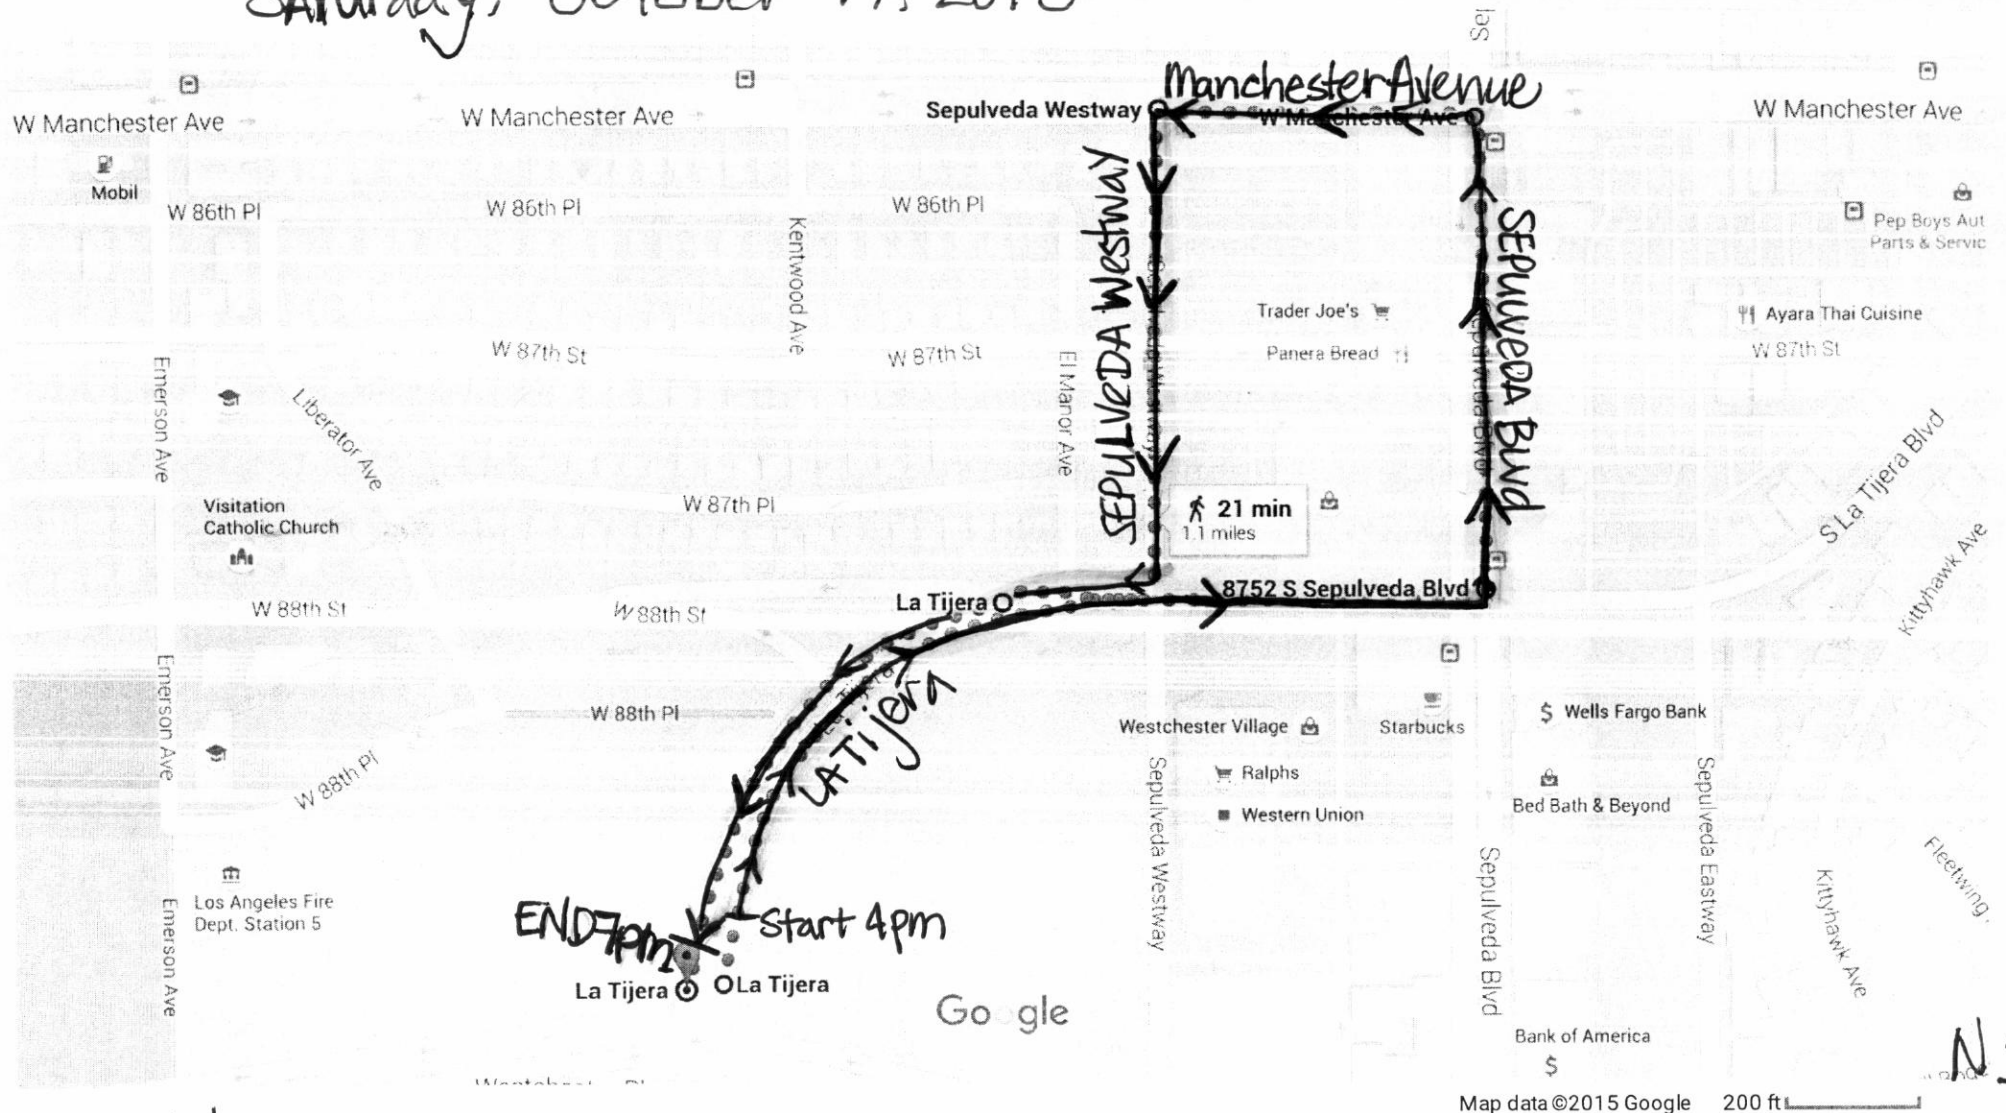 Saturday, October
W Manchester Ave
W Manchester Ave
Sepulveda Westway
Manchester Avenue
W Manchester Ave
W Manchester Ave
Mobil
W 86th Pl
W 86th Pl
W 86th Pl
Kentwood Ave
SEPULVEDA Westway
SEPULVEDA Blvd
Pep Boys Aut
Parts & Servic
Trader Joe's
Panera Bread
Ayara Thai Cuisine
W 87th St
W 87th St
W 87th St
Emerson Ave
Liberator Ave
El Manor Ave
Sepulveda Blvd
S La Tijera Blvd
Visitation
Catholic Church
W 87th Pl
21 min
1.1 miles
Kittyhawk Ave
W 88th St
W 88th St
La Tijera
8752 S Sepulveda Blvd
Emerson Ave
W 88th Pl
LA Tijera
Westchester Village
Starbucks
Wells Fargo Bank
W 88th Pl
Ralphs
Western Union
Bed Bath & Beyond
Sepulveda Westway
Sepulveda Eastway
Sepulveda Blvd
Kittyhawk Ave
Fleetwing
Los Angeles Fire
Dept. Station 5
Emerson Ave
END 7pm
Start 4pm
La Tijera
La Tijera
Google
Bank of America
N
Map data ©2015 Google 200 ft